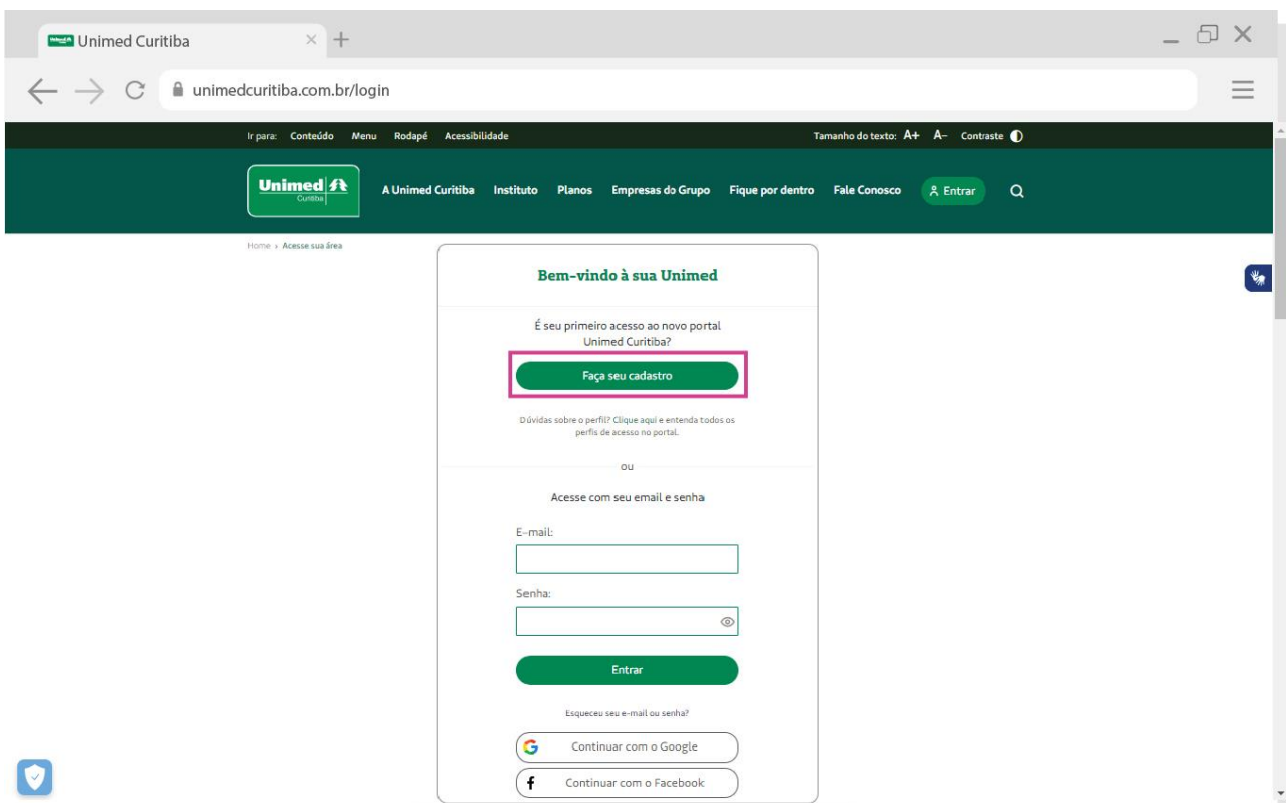 Unimed Curitiba
unimedcuritiba.com.br/login
Ir para: Conteúdo Menu Rodapé Acessibilidade Tamanho do texto: A+ A- Contraste
Unimed
Curitiba
A Unimed Curitiba Instituto Planos Empresas do Grupo Fique por dentro Fale Conosco Entrar
Home › Acesse sua área
Bem-vindo à sua Unimed
É seu primeiro acesso ao novo portal
Unimed Curitiba?
Faça seu cadastro
Dúvidas sobre o perfil? Clique aqui e entenda todos os
perfis de acesso no portal.
ou
Acesse com seu email e senha
E-mail:
Senha:
Entrar
Esqueceu seu e-mail ou senha?
Continuar com o Google
Continuar com o Facebook